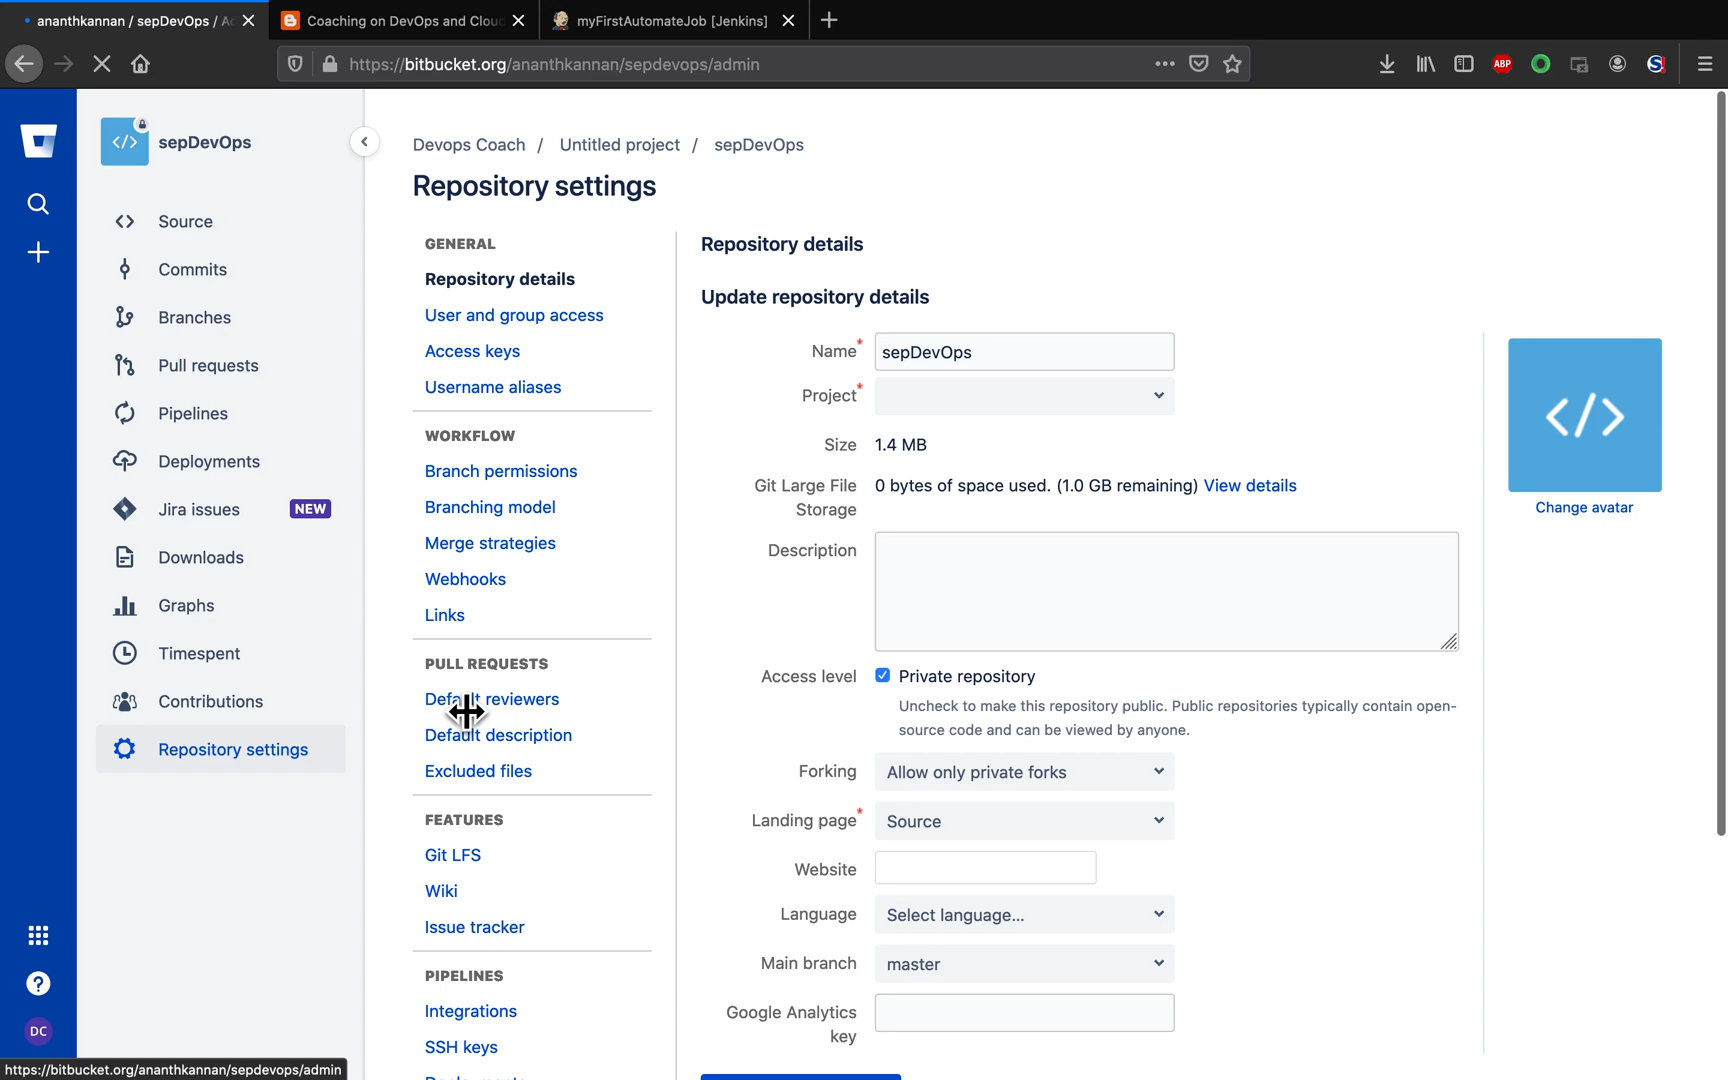 ananthkannan / sepDevOps / Ad
Coaching on DevOps and Cloud
myFirstAutomateJob [Jenkins]
https://bitbucket.org/ananthkannan/sepdevops/admin
ABP
S
sepDevOps
Source
Commits
Branches
Pull requests
Pipelines
Deployments
Jira issues NEW
Downloads
Graphs
Timespent
Contributions
Repository settings
DC
https://bitbucket.org/ananthkannan/sepdevops/admin
Devops Coach / Untitled project / sepDevOps
Repository settings
GENERAL
Repository details
User and group access
Access keys
Username aliases
WORKFLOW
Branch permissions
Branching model
Merge strategies
Webhooks
Links
PULL REQUESTS
Default reviewers
Default description
Excluded files
FEATURES
Git LFS
Wiki
Issue tracker
PIPELINES
Integrations
SSH keys
Repository details
Update repository details
Name* sepDevOps
Project*
Size 1.4 MB
Git Large File Storage 0 bytes of space used. (1.0 GB remaining) View details
Description
Access level Private repository
Uncheck to make this repository public. Public repositories typically contain open-
source code and can be viewed by anyone.
Forking Allow only private forks
Landing page* Source
Website
Language Select language...
Main branch master
Google Analytics key
Change avatar